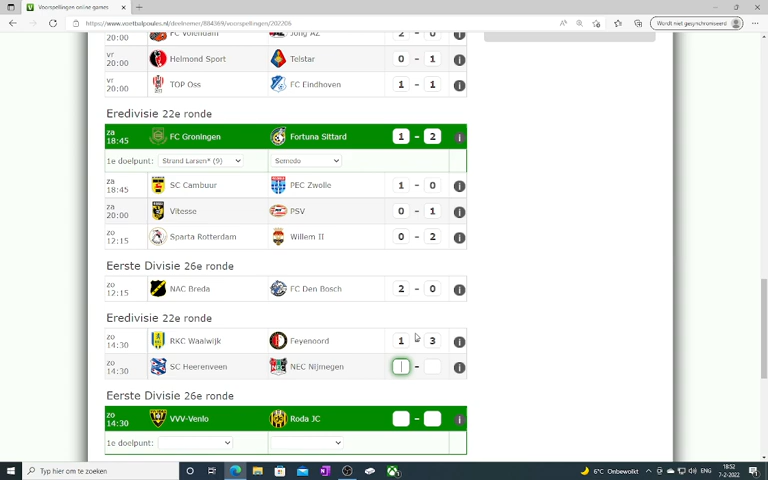 Voorspellingen online games
https://www.voetbalpoules.nl/deelnemer/884369/voorspellingen/202206
Wordt niet gesynchroniseerd
20:00 FC Volendam Jong AZ 2 - 0
vr 20:00 Helmond Sport Telstar 0 - 1
vr 20:00 TOP Oss FC Eindhoven 1 - 1
Eredivisie 22e ronde
za 18:45 FC Groningen Fortuna Sittard 1 - 2
1e doelpunt: Strand Larsen* (9) Semedo
za 18:45 SC Cambuur PEC Zwolle 1 - 0
za 20:00 Vitesse PSV 0 - 1
zo 12:15 Sparta Rotterdam Willem II 0 - 2
Eerste Divisie 26e ronde
zo 12:15 NAC Breda FC Den Bosch 2 - 0
Eredivisie 22e ronde
zo 14:30 RKC Waalwijk Feyenoord 1 - 3
zo 14:30 SC Heerenveen NEC Nijmegen -
Eerste Divisie 26e ronde
zo 14:30 VVV-Venlo Roda JC -
1e doelpunt:
Typ hier om te zoeken 6°C Onbewolkt ENG 18:52
7-2-2022